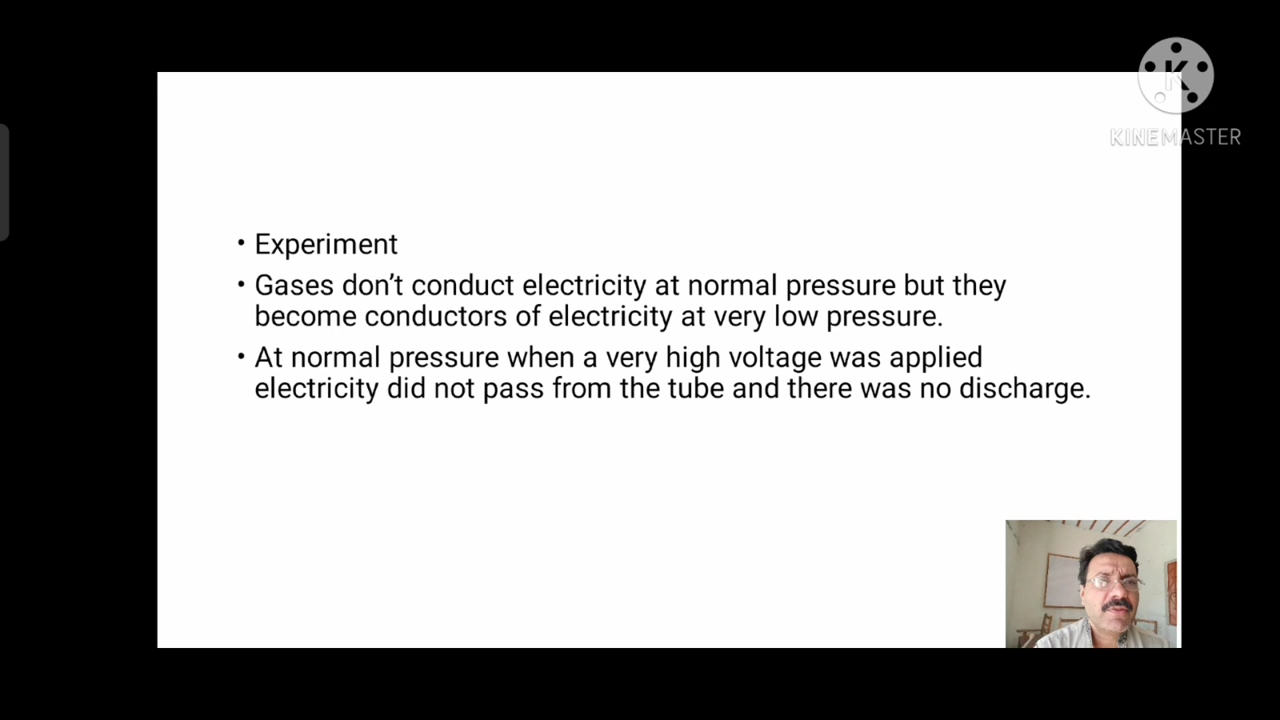 K
KINEMASTER
• Experiment
• Gases don’t conduct electricity at normal pressure but they
become conductors of electricity at very low pressure.
• At normal pressure when a very high voltage was applied
electricity did not pass from the tube and there was no discharge.